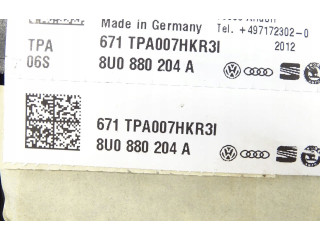 Made in Germany
Tel. +497172302-0
TPA 671 TPA007HKR3I 2012
06S 8U0 880 204 A
671 TPA007HKR3I
8U0 880 204 A